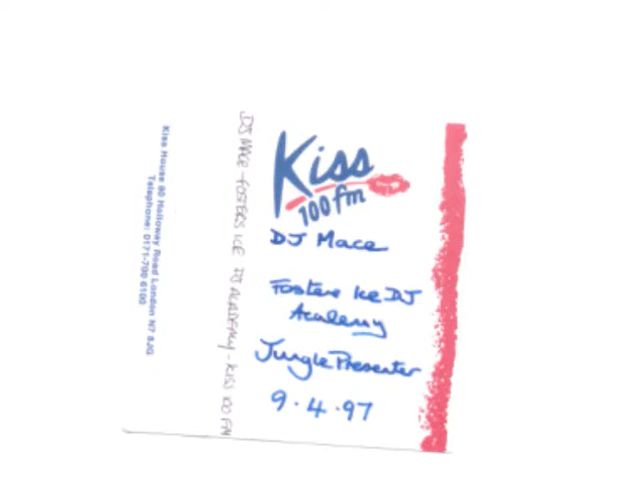 Kiss House 80 Holloway Road London N7 8JG
Telephone: 0171-700 6100
DJ MACE - FOSTERS ICE DJ ACADEMY - KISS 100 FM
Kiss
100 fm
DJ Mace
Fosters Ice DJ
Academy
Jungle Presenter
9.4.97